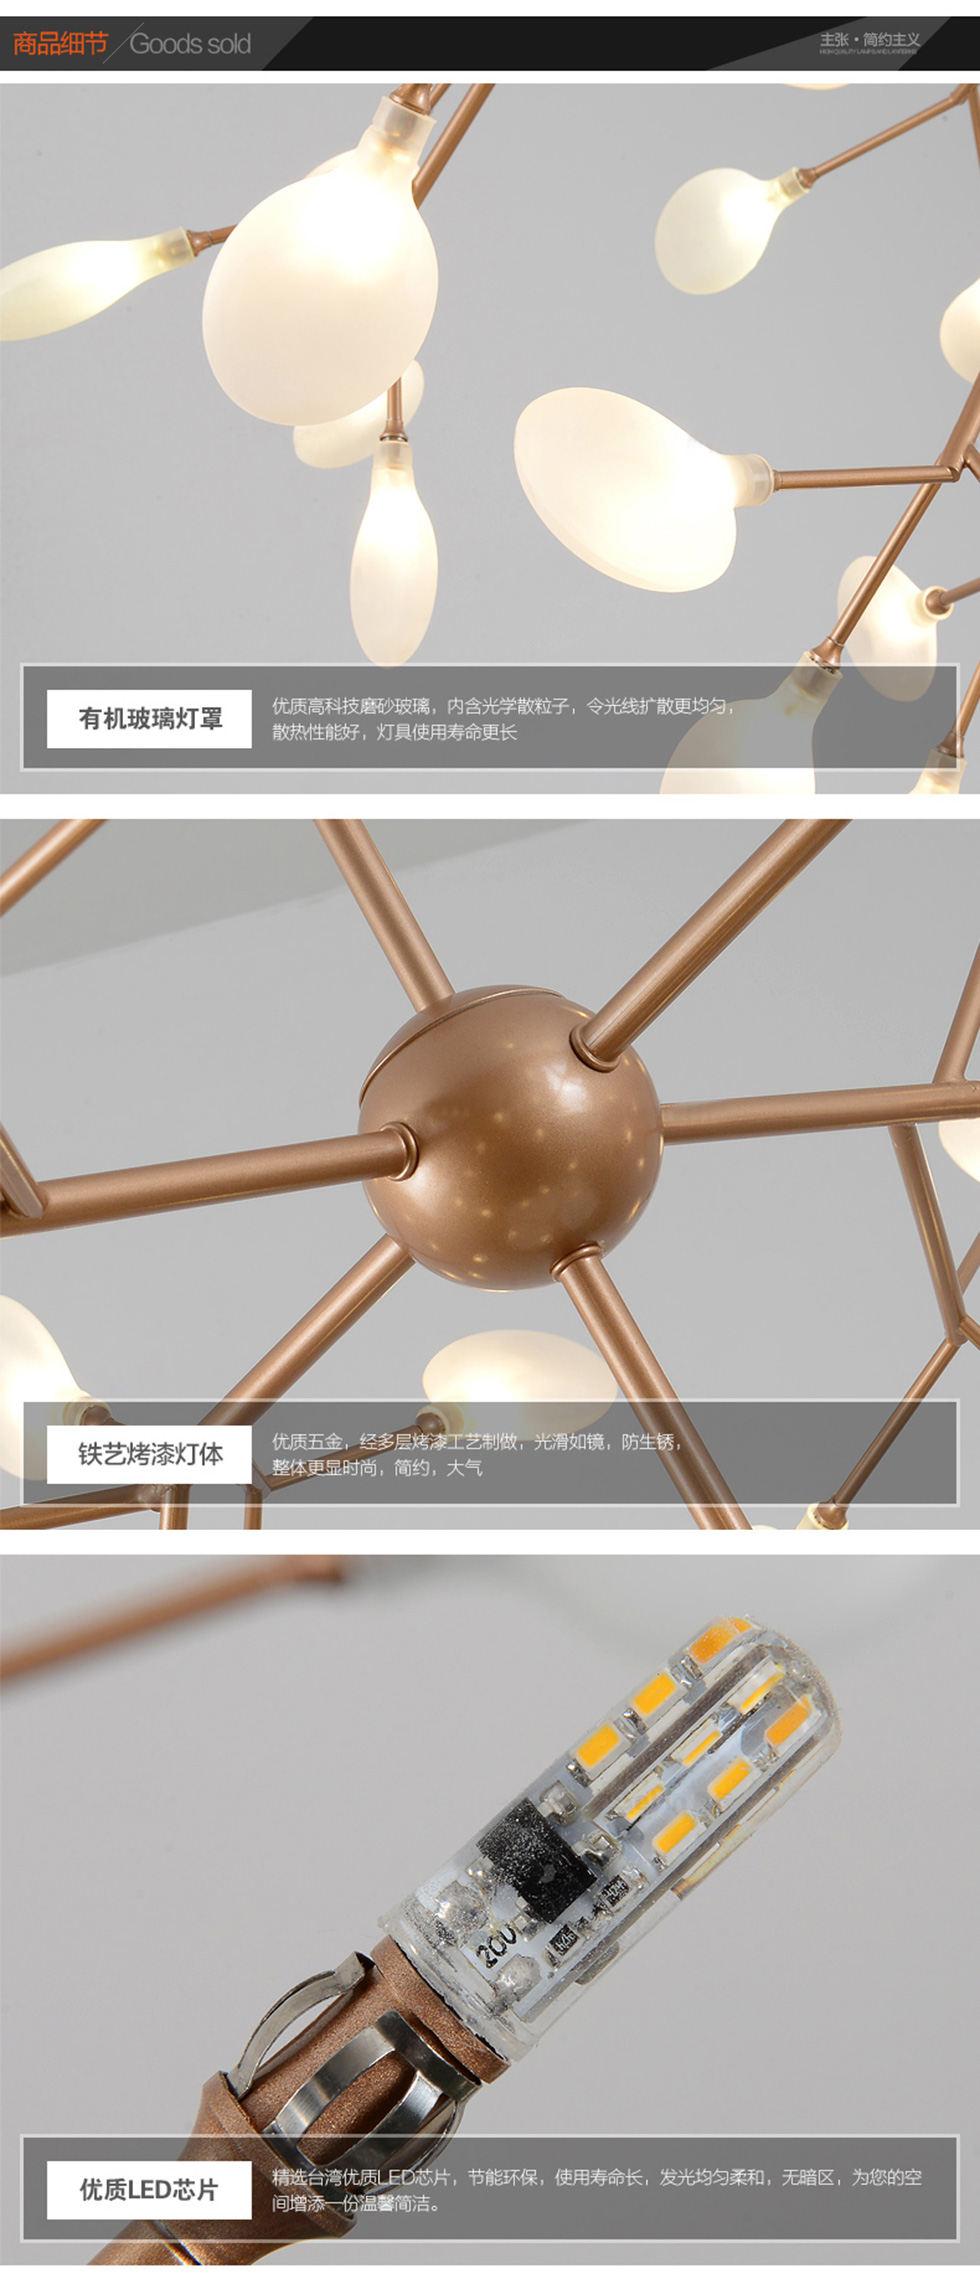 商品细节 Goods sold
主张·简约主义
HIGH QUALITY LAMPS AND LANTERNS
有机玻璃灯罩
优质高科技磨砂玻璃，内含光学散粒子，令光线扩散更均匀，
散热性能好，灯具使用寿命更长
铁艺烤漆灯体
优质五金，经多层烤漆工艺制做，光滑如镜，防生锈，
整体更显时尚，简约，大气
200
优质LED芯片
精选台湾优质LED芯片，节能环保，使用寿命长，发光均匀柔和，无暗区，为您的空
间增添一份温馨简洁。